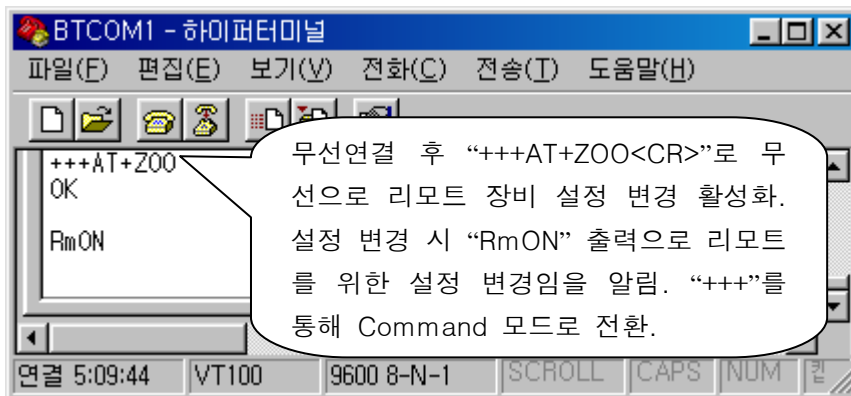 BTCOM1 - 하이퍼터미널
파일(F) 편집(E) 보기(V) 전화(C) 전송(T) 도움말(H)
+++AT+ZOO
OK
RmON
무선연결 후 “+++AT+ZOO<CR>”로 무
선으로 리모트 장비 설정 변경 활성화.
설정 변경 시 “RmON” 출력으로 리모트
를 위한 설정 변경임을 알림. “+++”를
통해 Command 모드로 전환.
연결 5:09:44 VT100 9600 8-N-1 SCROLL CAPS NUM 캡